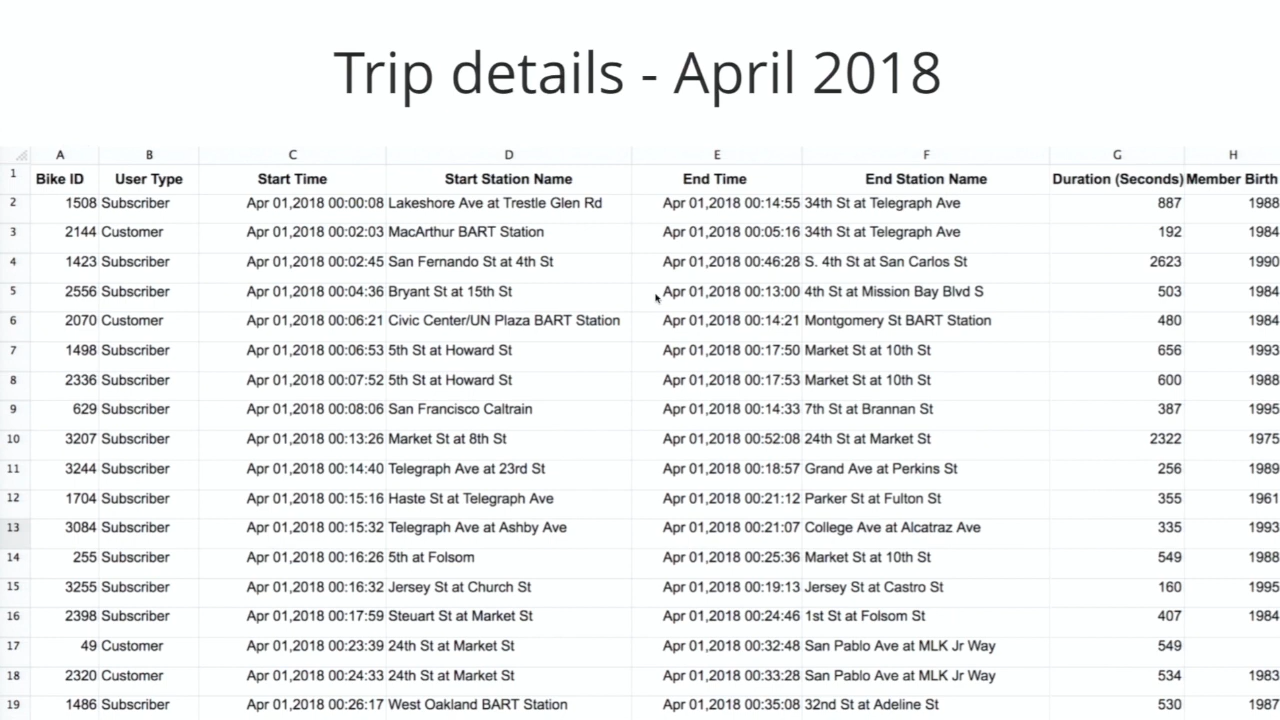 Trip details - April 2018
A B C D E F G H
1 Bike ID User Type Start Time Start Station Name End Time End Station Name Duration (Seconds) Member Birth
2 1508 Subscriber Apr 01,2018 00:00:08 Lakeshore Ave at Trestle Glen Rd Apr 01,2018 00:14:55 34th St at Telegraph Ave 887 1988
3 2144 Customer Apr 01,2018 00:02:03 MacArthur BART Station Apr 01,2018 00:05:16 34th St at Telegraph Ave 192 1984
4 1423 Subscriber Apr 01,2018 00:02:45 San Fernando St at 4th St Apr 01,2018 00:46:28 S. 4th St at San Carlos St 2623 1990
5 2556 Subscriber Apr 01,2018 00:04:36 Bryant St at 15th St Apr 01,2018 00:13:00 4th St at Mission Bay Blvd S 503 1984
6 2070 Customer Apr 01,2018 00:06:21 Civic Center/UN Plaza BART Station Apr 01,2018 00:14:21 Montgomery St BART Station 480 1984
7 1498 Subscriber Apr 01,2018 00:06:53 5th St at Howard St Apr 01,2018 00:17:50 Market St at 10th St 656 1993
8 2336 Subscriber Apr 01,2018 00:07:52 5th St at Howard St Apr 01,2018 00:17:53 Market St at 10th St 600 1988
9 629 Subscriber Apr 01,2018 00:08:06 San Francisco Caltrain Apr 01,2018 00:14:33 7th St at Brannan St 387 1995
10 3207 Subscriber Apr 01,2018 00:13:26 Market St at 8th St Apr 01,2018 00:52:08 24th St at Market St 2322 1975
11 3244 Subscriber Apr 01,2018 00:14:40 Telegraph Ave at 23rd St Apr 01,2018 00:18:57 Grand Ave at Perkins St 256 1989
12 1704 Subscriber Apr 01,2018 00:15:16 Haste St at Telegraph Ave Apr 01,2018 00:21:12 Parker St at Fulton St 355 1961
13 3084 Subscriber Apr 01,2018 00:15:32 Telegraph Ave at Ashby Ave Apr 01,2018 00:21:07 College Ave at Alcatraz Ave 335 1993
14 255 Subscriber Apr 01,2018 00:16:26 5th at Folsom Apr 01,2018 00:25:36 Market St at 10th St 549 1988
15 3255 Subscriber Apr 01,2018 00:16:32 Jersey St at Church St Apr 01,2018 00:19:13 Jersey St at Castro St 160 1995
16 2398 Subscriber Apr 01,2018 00:17:59 Steuart St at Market St Apr 01,2018 00:24:46 1st St at Folsom St 407 1984
17 49 Customer Apr 01,2018 00:23:39 24th St at Market St Apr 01,2018 00:32:48 San Pablo Ave at MLK Jr Way 549
18 2320 Customer Apr 01,2018 00:24:33 24th St at Market St Apr 01,2018 00:33:28 San Pablo Ave at MLK Jr Way 534 1983
19 1486 Subscriber Apr 01,2018 00:26:17 West Oakland BART Station Apr 01,2018 00:35:08 32nd St at Adeline St 530 1987